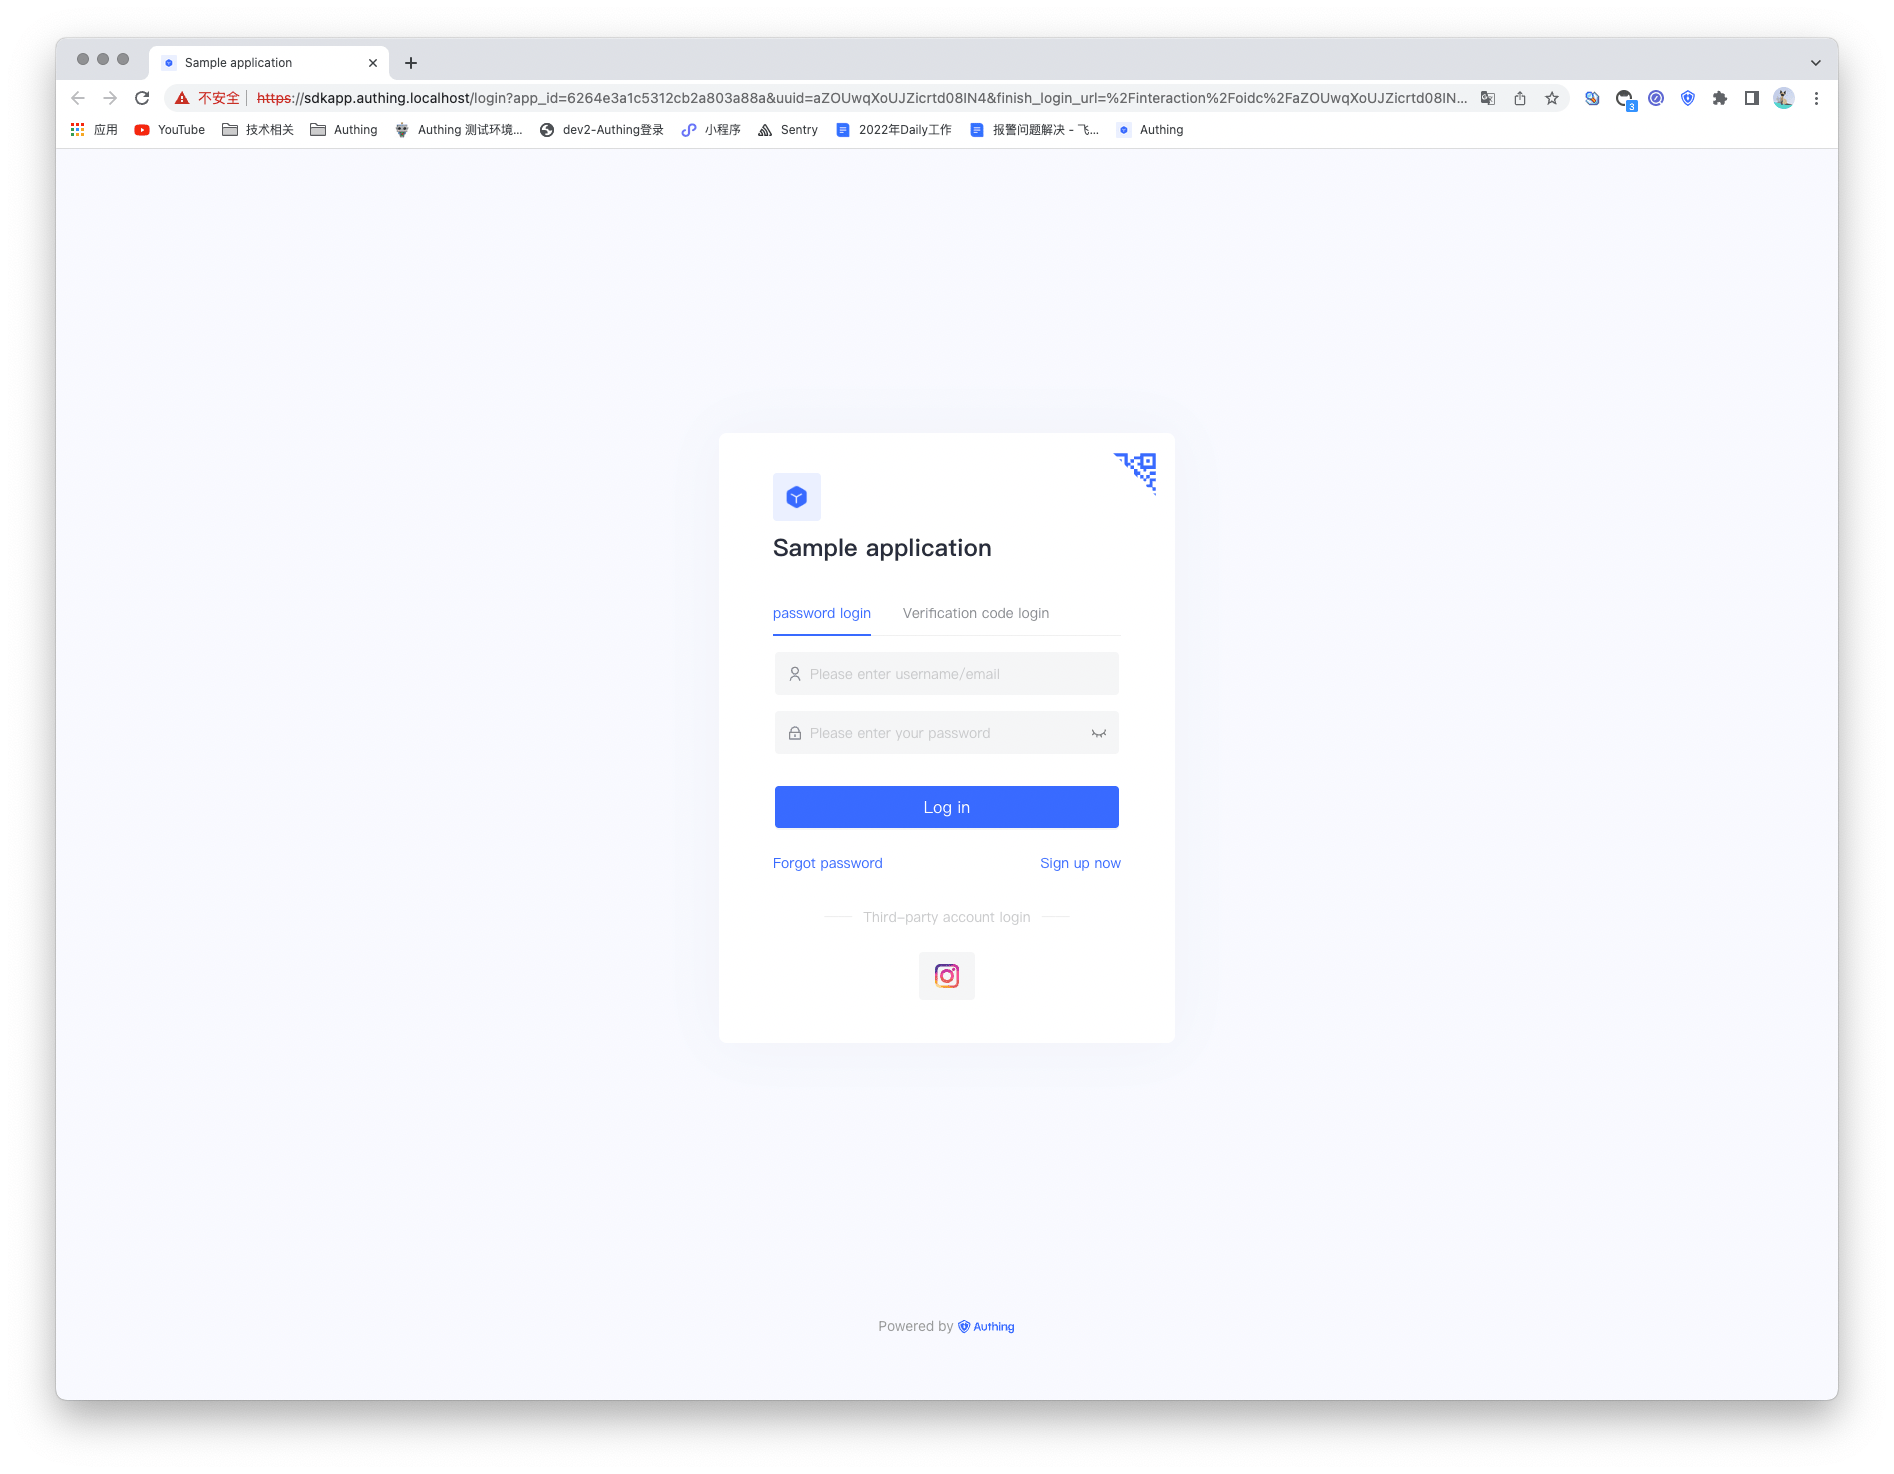 Sample application
不安全 https://sdkapp.authing.localhost/login?app_id=6264e3a1c5312cb2a803a88a&uuid=aZOUwqXoUJZicrtd08IN4&finish_login_url=%2Finteraction%2Foidc%2FaZOUwqXoUJZicrtd08IN... 3
应用 YouTube 技术相关 Authing Authing 测试环境... dev2-Authing登录 小程序 Sentry 2022年Daily工作 报警问题解决 - 飞... Authing
Sample application
password login Verification code login
Please enter username/email
Please enter your password
Log in
Forgot password Sign up now
Third-party account login
Powered by Authing